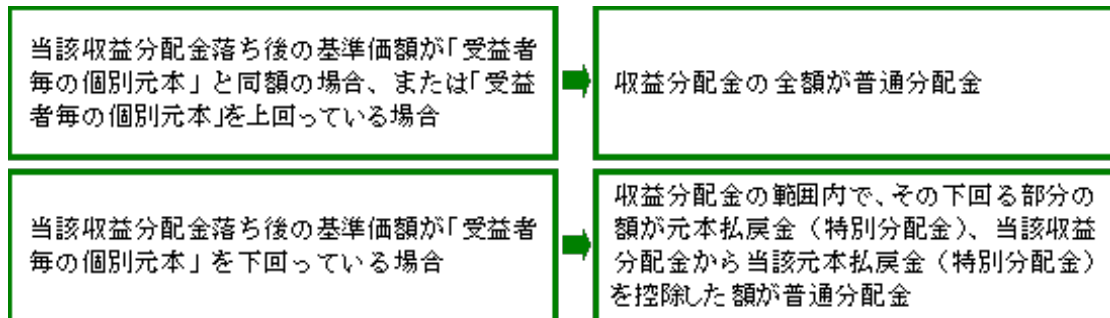 当該収益分配金落ち後の基準価額が「受益者
毎の個別元本」と同額の場合、または「受益
者毎の個別元本」を上回っている場合
収益分配金の全額が普通分配金
当該収益分配金落ち後の基準価額が「受益者
毎の個別元本」を下回っている場合
収益分配金の範囲内で、その下回る部分の
額が元本払戻金（特別分配金）、当該収益
分配金から当該元本払戻金（特別分配金）
を控除した額が普通分配金